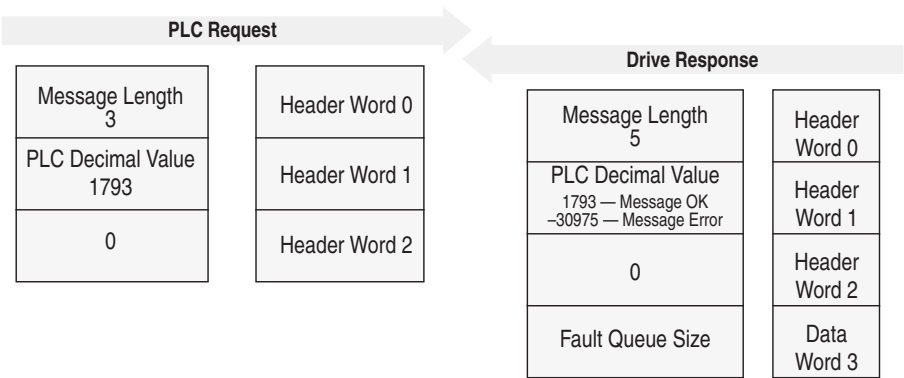 PLC Request
Message Length
3
Header Word 0
PLC Decimal Value
1793
Header Word 1
0
Header Word 2
Drive Response
Message Length
5
Header
Word 0
PLC Decimal Value
1793 — Message OK
–30975 — Message Error
Header
Word 1
0
Header
Word 2
Fault Queue Size
Data
Word 3